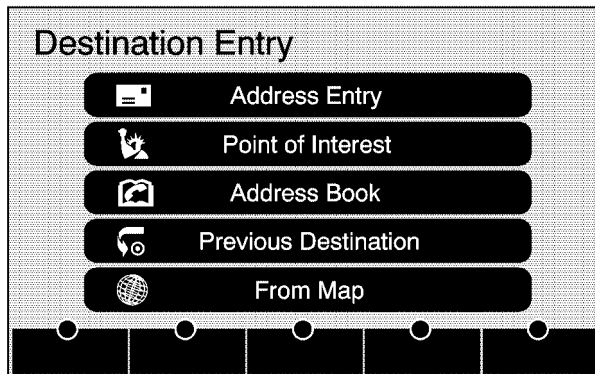 Destination Entry
Address Entry
Point of Interest
Address Book
Previous Destination
From Map